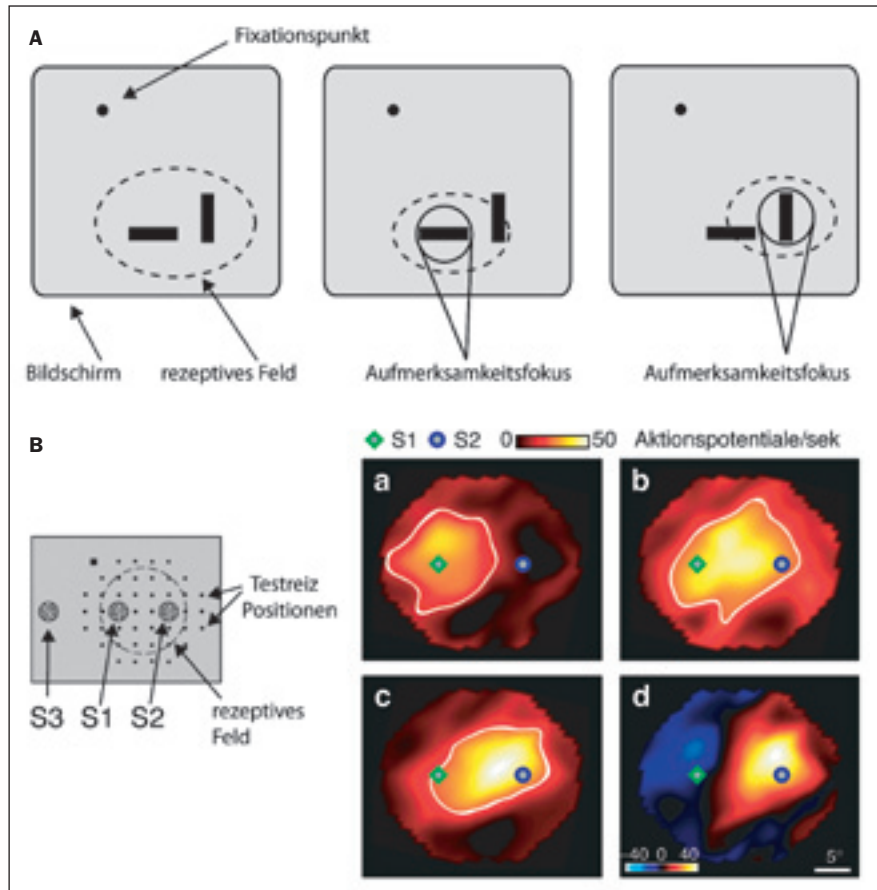 A
Fixationspunkt
Bildschirm rezeptives Feld Aufmerksamkeitsfokus Aufmerksamkeitsfokus
B
S1 S2 0 50 Aktionspotentiale/sek
a b
Testreiz
Positionen
S3 S1 S2 rezeptives
Feld
c d
-40 0 40 5°